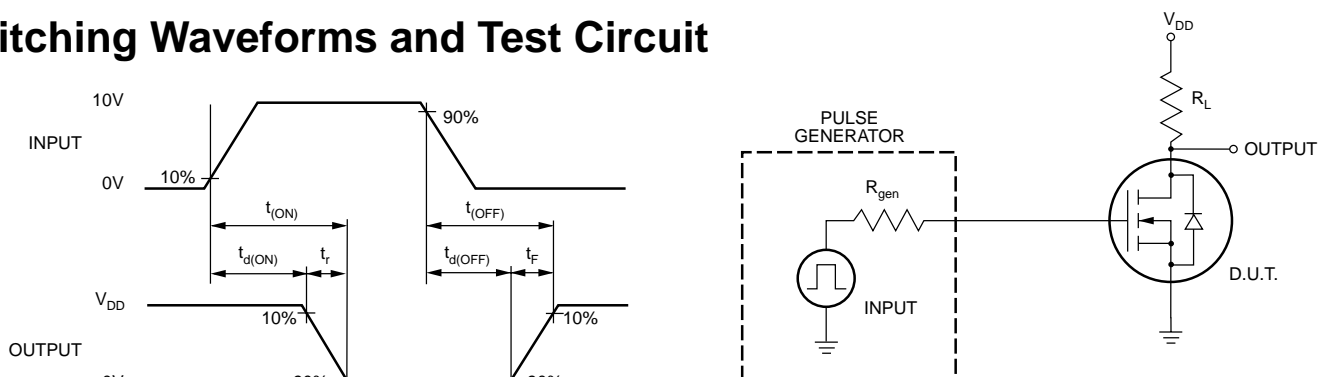 itching Waveforms and Test Circuit
10V
INPUT
0V
10%
90%
t(ON)
t(OFF)
td(ON)
tr
td(OFF)
tF
VDD
10%
10%
OUTPUT
PULSE
GENERATOR
Rgen
INPUT
VDD
RL
OUTPUT
D.U.T.